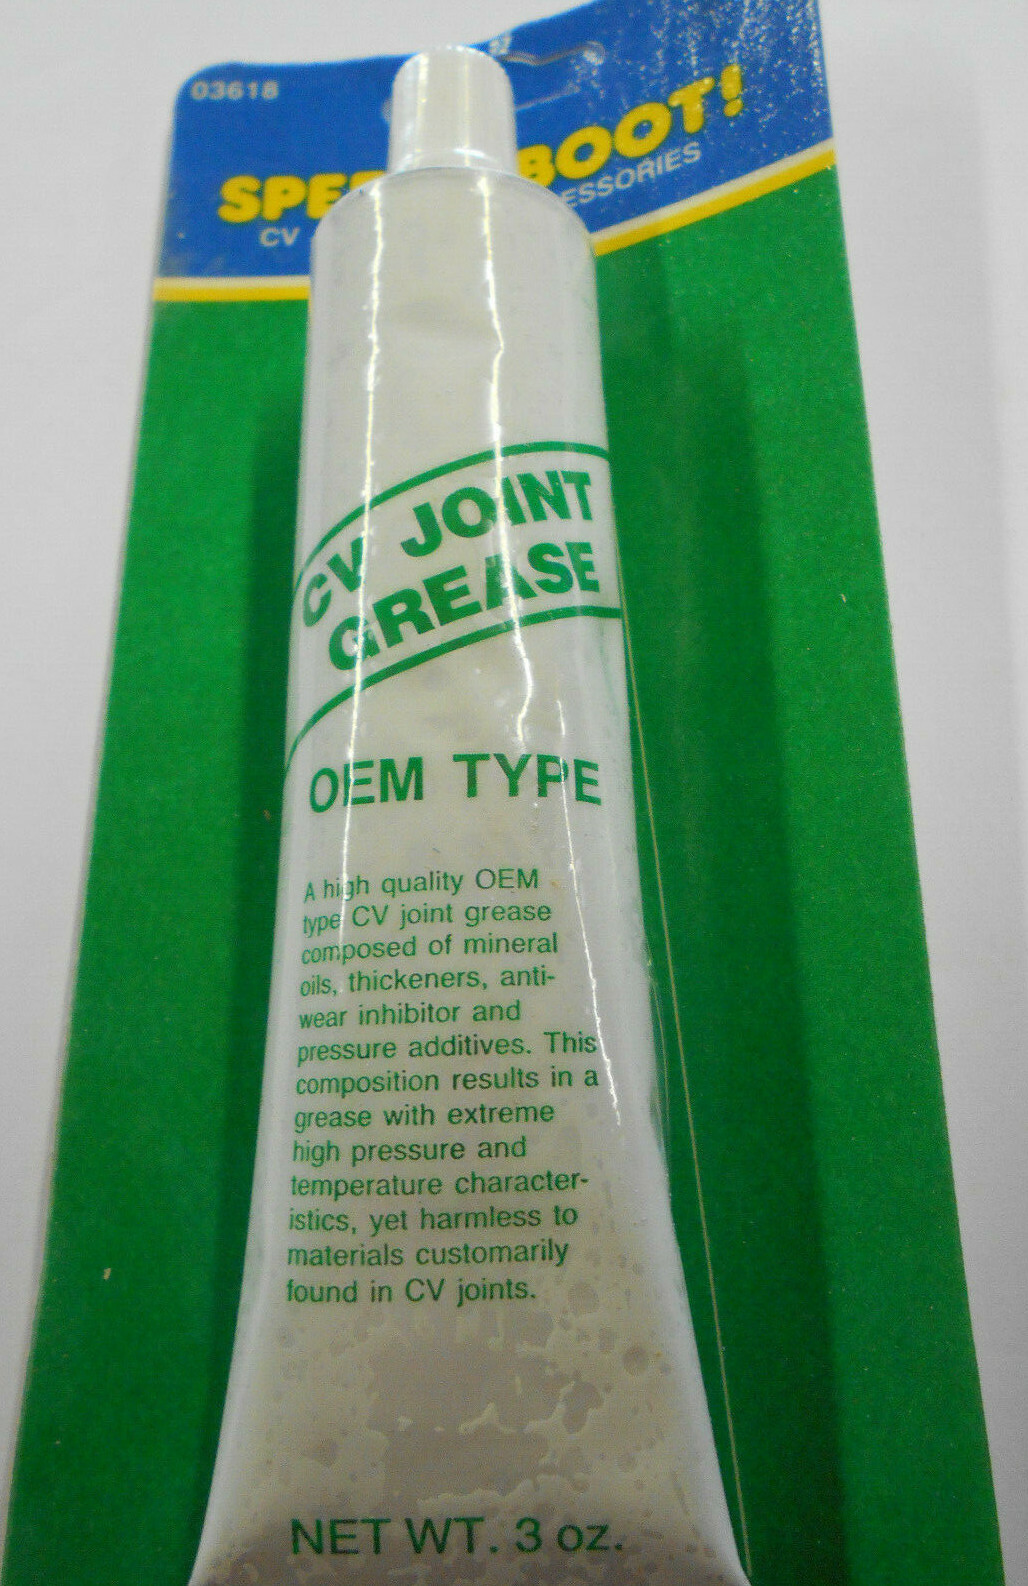 03618
BOOT!
CV
CV JOINT
GREASE
OEM TYPE
A high quality OEM
type CV joint grease
composed of mineral
oils, thickeners, anti-
wear inhibitor and
pressure additives. This
composition results in a
grease with extreme
high pressure and
temperature character-
istics, yet harmless to
materials customarily
found in CV joints.
NET WT. 3 oz.